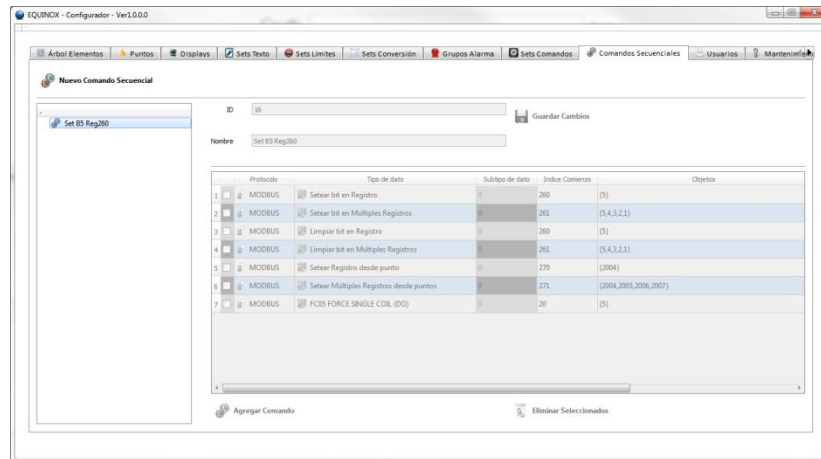 EQUINOX - Configurador - Ver1.0.0.0
Árbol Elementos Puntos Displays Sets Texto Sets Límites Sets Conversión Grupos Alarma Sets Comandos Comandos Secuenciales Usuarios Mantenimiento
Nuevo Comando Secuencial
ID 16 Guardar Cambios
Set B5 Reg260
Nombre Set B5 Reg260
Protocolo Tipo de dato Subtipo de dato Indice Comienzo Objetos
1 MODBUS Setear bit en Registro 0 260 {5}
2 MODBUS Setear bit en Múltiples Registros 0 261 {5,4,3,2,1}
3 MODBUS Limpiar bit en Registro 0 260 {5}
4 MODBUS Limpiar bit en Múltiples Registros 0 261 {5,4,3,2,1}
5 MODBUS Setear Registro desde punto 0 270 {2004}
6 MODBUS Setear Múltiples Registros desde puntos 0 271 {2004,2005,2006,2007}
7 MODBUS FC05 FORCE SINGLE COIL (DO) 0 20 {5}
Agregar Comando Eliminar Seleccionados